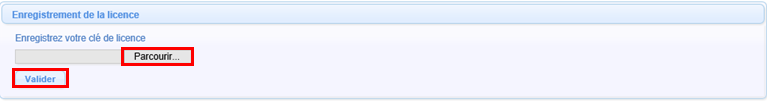 Enregistrement de la licence
Enregistrez votre clé de licence
Parcourir...
Valider